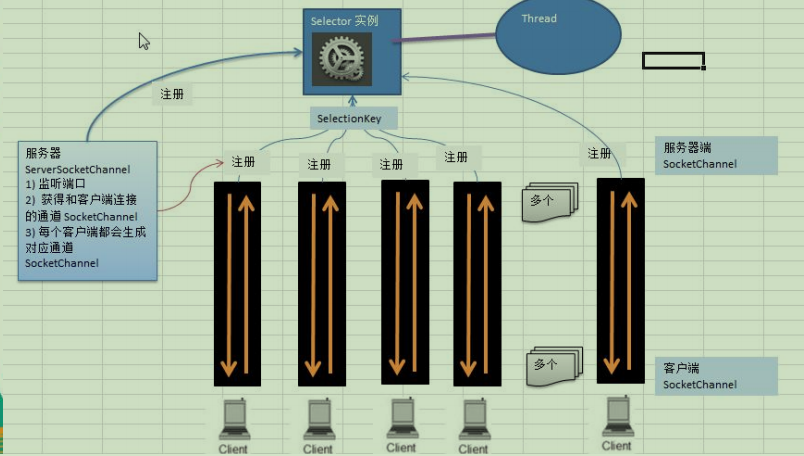 Selector 实例
Thread
注册
SelectionKey
服务器
ServerSocketChannel
1) 监听端口
2) 获得和客户端连接
的通道 SocketChannel
3) 每个客户端都会生成
对应通道
SocketChannel
注册
注册
注册
注册
注册
服务器端
SocketChannel
多个
多个
客户端
SocketChannel
Client
Client
Client
Client
Client